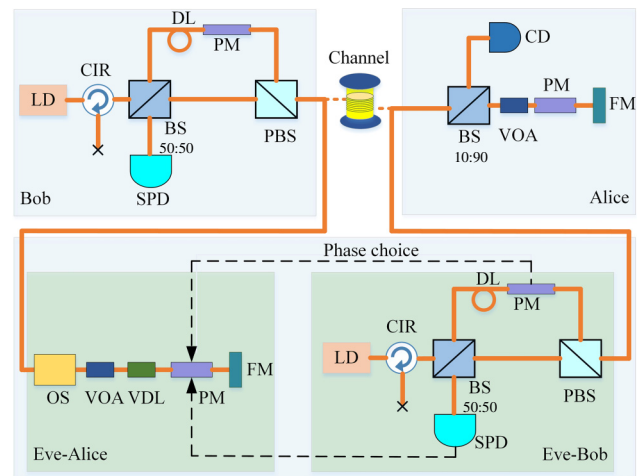 DL
PM
CIR
LD
BS
50:50
PBS
SPD
Bob
Channel
CD
PM
BS
10:90
VOA
FM
Alice
Phase choice
OS
VOA
VDL
PM
FM
Eve-Alice
DL
PM
CIR
LD
BS
50:50
PBS
SPD
Eve-Bob